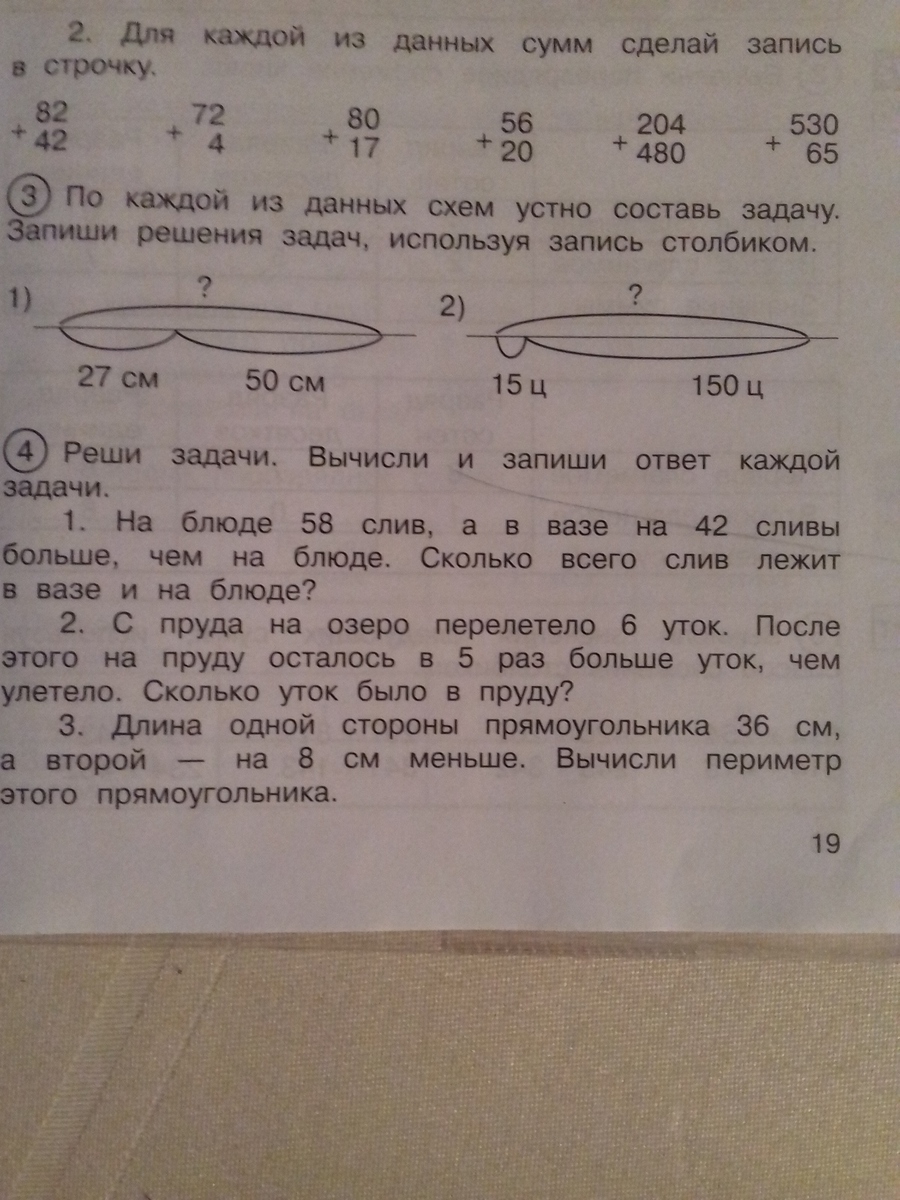 2. Для каждой из данных сумм сделай запись
в строчку.
82 72 80 56 204 530
+ + + + + +
42 4 17 20 480 65
3 По каждой из данных схем устно составь задачу.
Запиши решения задач, используя запись столбиком.
1) ? 2) ?
27 см 50 см 15 ц 150 ц
4 Реши задачи. Вычисли и запиши ответ каждой
задачи.
1. На блюде 58 слив, а в вазе на 42 сливы
больше, чем на блюде. Сколько всего слив лежит
в вазе и на блюде?
2. С пруда на озеро перелетело 6 уток. После
этого на пруду осталось в 5 раз больше уток, чем
улетело. Сколько уток было в пруду?
3. Длина одной стороны прямоугольника 36 см,
а второй — на 8 см меньше. Вычисли периметр
этого прямоугольника.
19